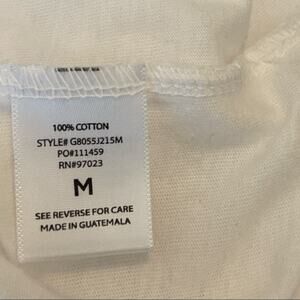 100% COTTON
STYLE# G8055J215M
PO#111459
RN#97023
M
SEE REVERSE FOR CARE
MADE IN GUATEMALA